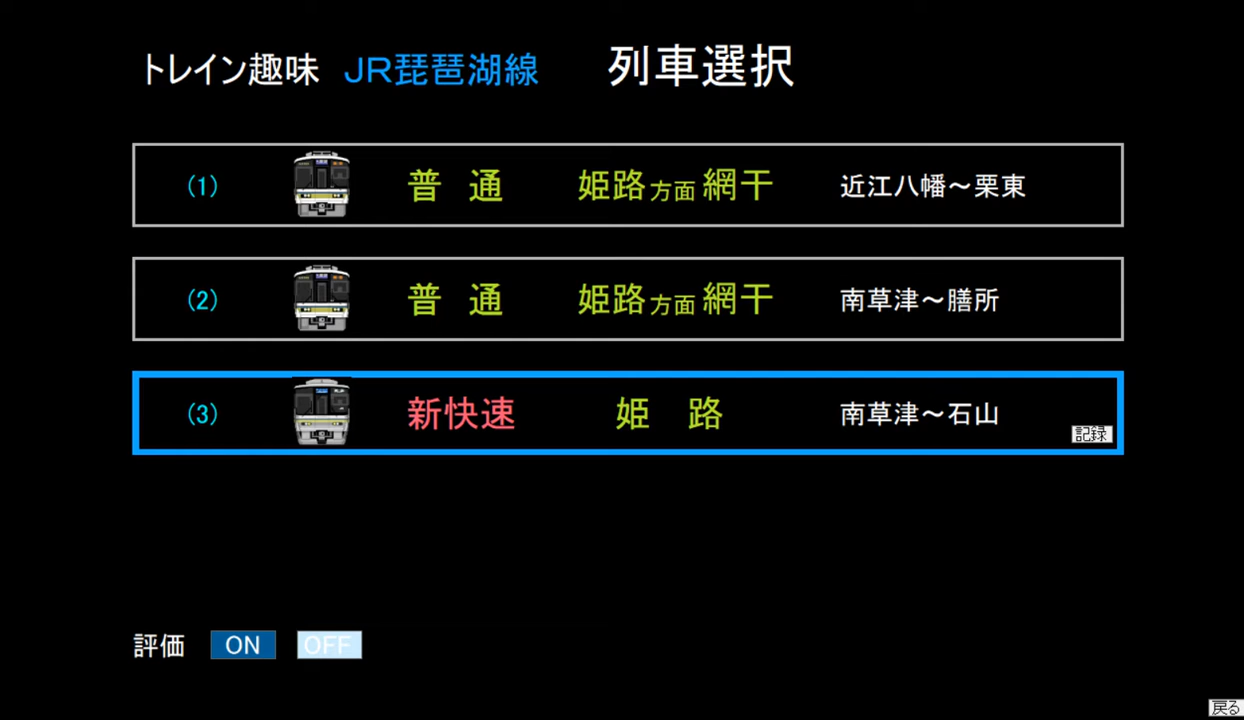 トレイン趣味 JR琵琶湖線 列車選択
(1) 普通 姫路方面網干 近江八幡～栗東
(2) 普通 姫路方面網干 南草津～膳所
(3) 新快速 姫路 南草津～石山
記録
評価 ON OFF
戻る